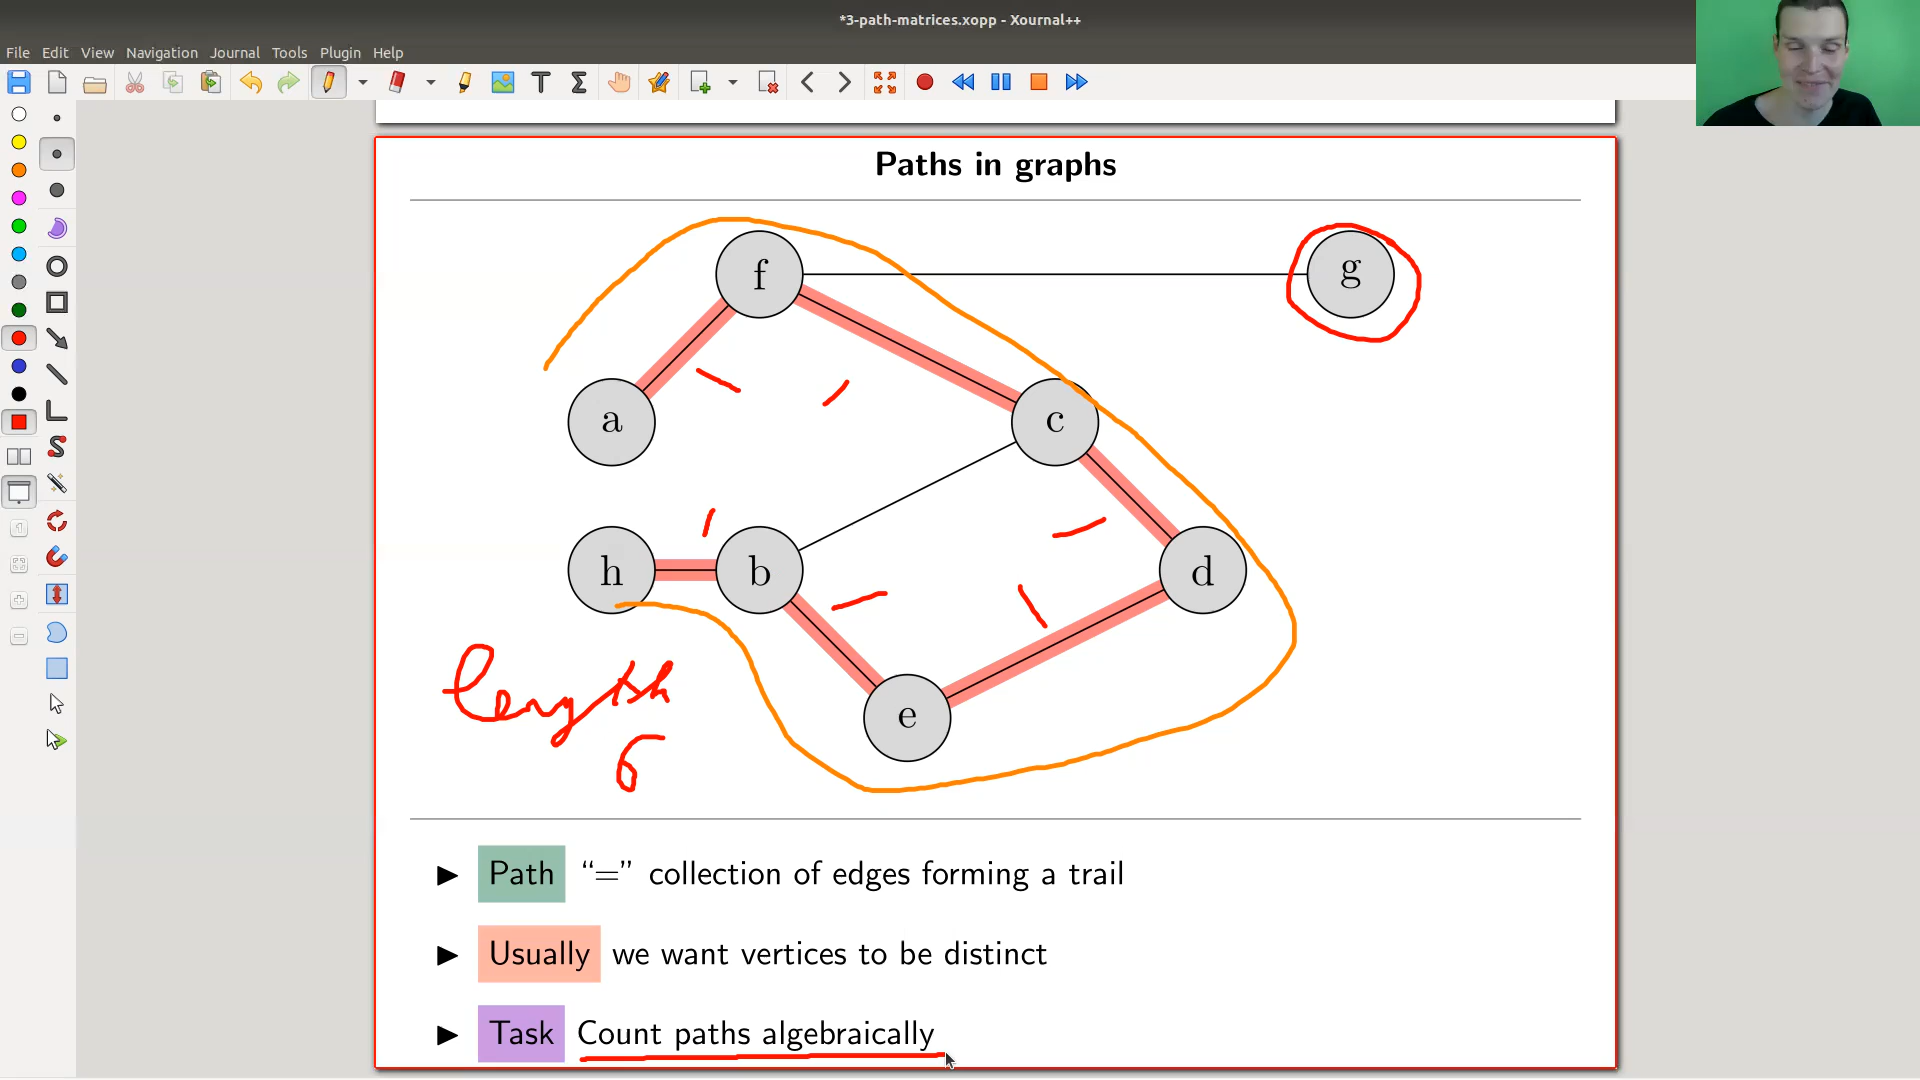 *3-path-matrices.xopp - Xournal++
File Edit View Navigation Journal Tools Plugin Help
Paths in graphs
f
g
a
c
h
b
d
e
length
6
Path “=” collection of edges forming a trail
Usually we want vertices to be distinct
Task Count paths algebraically